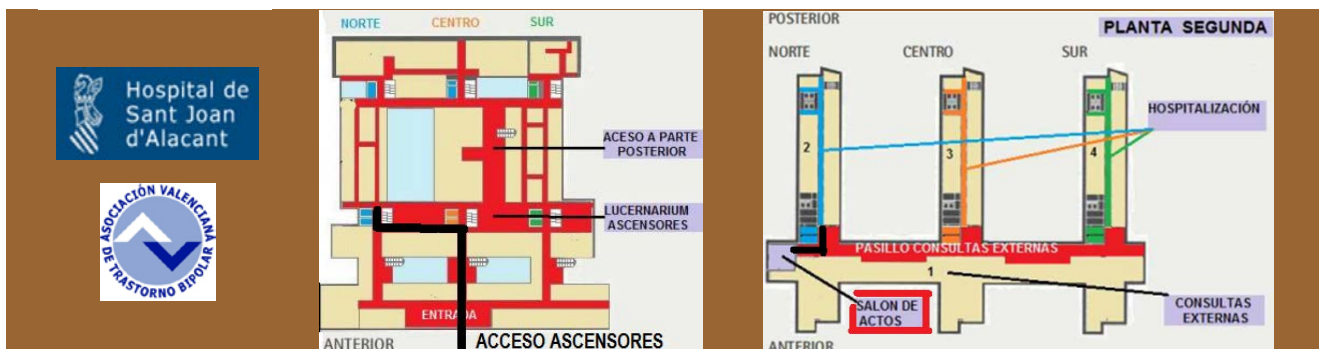 Hospital de
Sant Joan
d'Alacant
ASOCIACIÓN VALENCIANA
DE TRASTORNO BIPOLAR
NORTE
CENTRO
SUR
ACESO A PARTE
POSTERIOR
LUCERNARIUM
ASCENSORES
ENTRADA
ANTERIOR
ACCESO ASCENSORES
POSTERIOR
PLANTA SEGUNDA
NORTE
CENTRO
SUR
HOSPITALIZACIÓN
2
3
4
PASILLO CONSULTAS EXTERNAS
1
SALON DE
ACTOS
CONSULTAS
EXTERNAS
ANTERIOR